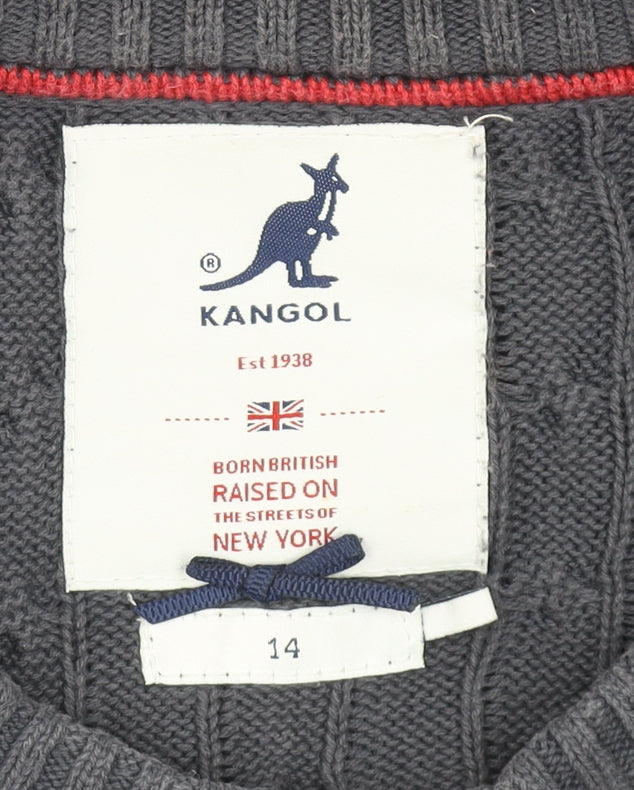 ®
KANGOL
Est 1938
BORN BRITISH
RAISED ON
THE STREETS OF
NEW YORK
14